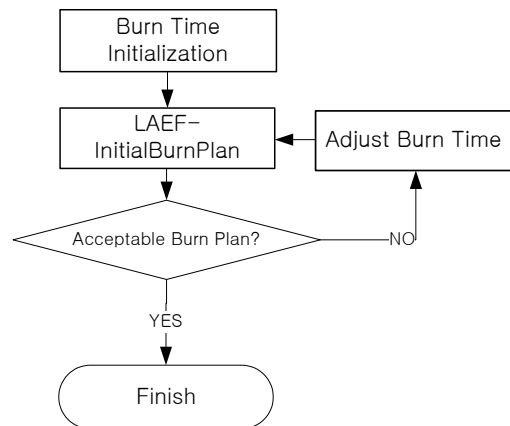 Burn Time
Initialization
LAEF-
InitialBurnPlan
Adjust Burn Time
Acceptable Burn Plan?
NO
YES
Finish